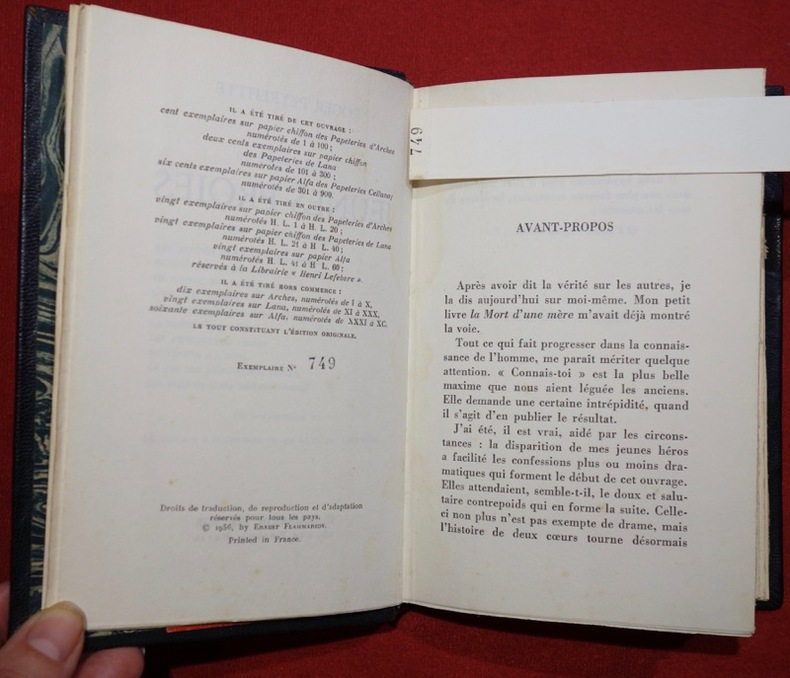 IL A ÉTÉ TIRÉ DE CET OUVRAGE :
cent exemplaires sur papier chiffon des Papeteries d'Arches
numérotés de 1 à 100 ;
deux cents exemplaires sur papier chiffon
des Papeteries de Lana
numérotés de 101 à 300 ;
six cents exemplaires sur papier Alfa des Papeteries Cellunaf
numérotés de 301 à 900.
IL A ÉTÉ TIRÉ EN OUTRE :
vingt exemplaires sur papier chiffon des Papeteries d'Arches
numérotés H. L. 1 à H L. 20 ;
vingt exemplaires sur papier chiffon des Papeteries de Lana
numérotés H. L. 21 à H L. 40 ;
vingt exemplaires sur papier Alfa
numérotés H L. 41 à H L. 60 ;
réservés à la Librairie « Henri Lefebvre ».
IL A ÉTÉ TIRÉ HORS COMMERCE :
dix exemplaires sur Arches, numérotés de I à X,
vingt exemplaires sur Lana, numérotés de XI à XXX,
soixante exemplaires sur Alfa, numérotés de XXXI à XC.
LE TOUT CONSTITUANT L'ÉDITION ORIGINALE.
EXEMPLAIRE N° 749
Droits de traduction, de reproduction et d'adaptation
réservés pour tous les pays.
© 1956, by ERNEST FLAMMARION.
Printed in France.
749
AVANT-PROPOS
Après avoir dit la vérité sur les autres, je
la dis aujourd'hui sur moi-même. Mon petit
livre la Mort d'une mère m'avait déjà montré
la voie.
Tout ce qui fait progresser dans la connais-
sance de l'homme, me paraît mériter quelque
attention. « Connais-toi » est la plus belle
maxime que nous aient léguée les anciens.
Elle demande une certaine intrépidité, quand
il s'agit d'en publier le résultat.
J'ai été, il est vrai, aidé par les circons-
tances : la disparition de mes jeunes héros
a facilité les confessions plus ou moins dra-
matiques qui forment le début de cet ouvrage.
Elles attendaient, semble-t-il, le doux et salu-
taire contrepoids qui en forme la suite. Celle-
ci non plus n'est pas exempte de drame, mais
l'histoire de deux cœurs tourne désormais